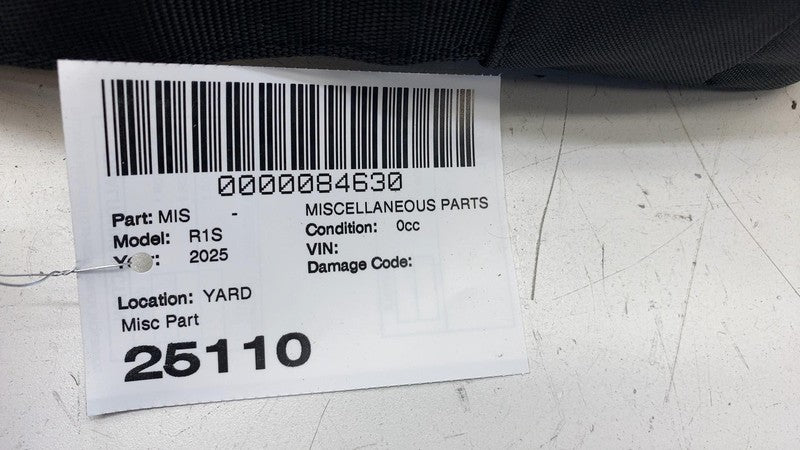 0000084630
Part: MIS - MISCELLANEOUS PARTS
Model: R1S Condition: 0cc
2025 VIN:
Damage Code:
Location: YARD
Misc Part
25110